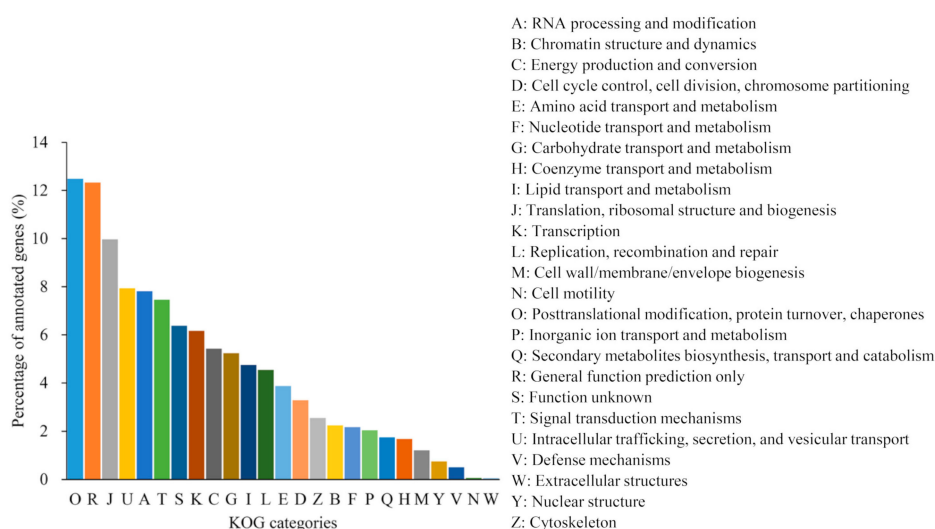 A: RNA processing and modification
B: Chromatin structure and dynamics
C: Energy production and conversion
D: Cell cycle control, cell division, chromosome partitioning
E: Amino acid transport and metabolism
F: Nucleotide transport and metabolism
G: Carbohydrate transport and metabolism
H: Coenzyme transport and metabolism
I: Lipid transport and metabolism
J: Translation, ribosomal structure and biogenesis
K: Transcription
L: Replication, recombination and repair
M: Cell wall/membrane/envelope biogenesis
N: Cell motility
O: Posttranslational modification, protein turnover, chaperones
P: Inorganic ion transport and metabolism
Q: Secondary metabolites biosynthesis, transport and catabolism
R: General function prediction only
S: Function unknown
T: Signal transduction mechanisms
U: Intracellular trafficking, secretion, and vesicular transport
V: Defense mechanisms
W: Extracellular structures
Y: Nuclear structure
Z: Cytoskeleton
Percentage of annotated genes (%)
14
12
10
8
6
4
2
0
O R J U A T S K C G I L E D Z B F P Q H M Y V N W
KOG categories